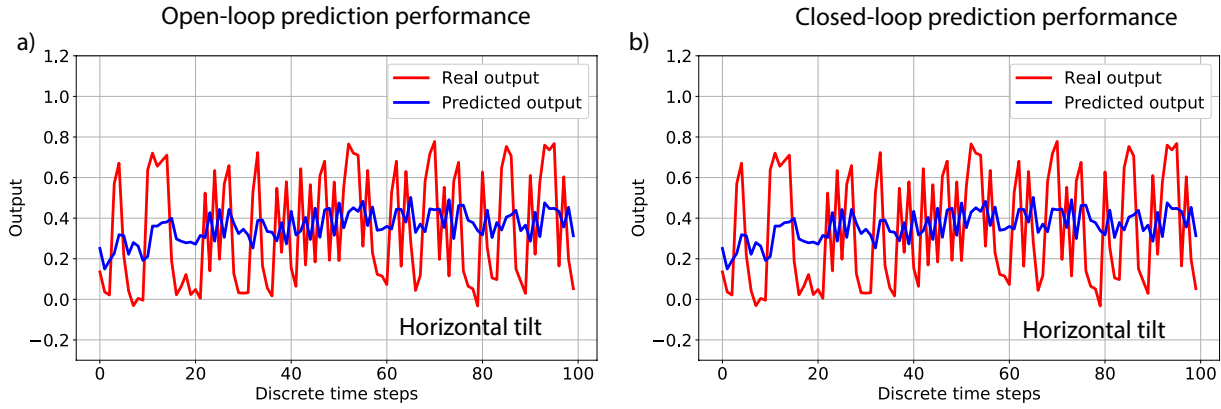 Open-loop prediction performance
a)
1.2
1.0
0.8
0.6
0.4
0.2
0.0
−0.2
Output
Real output
Predicted output
Horizontal tilt
0 20 40 60 80 100
Discrete time steps
Closed-loop prediction performance
b)
1.2
1.0
0.8
0.6
0.4
0.2
0.0
−0.2
Output
Real output
Predicted output
Horizontal tilt
0 20 40 60 80 100
Discrete time steps